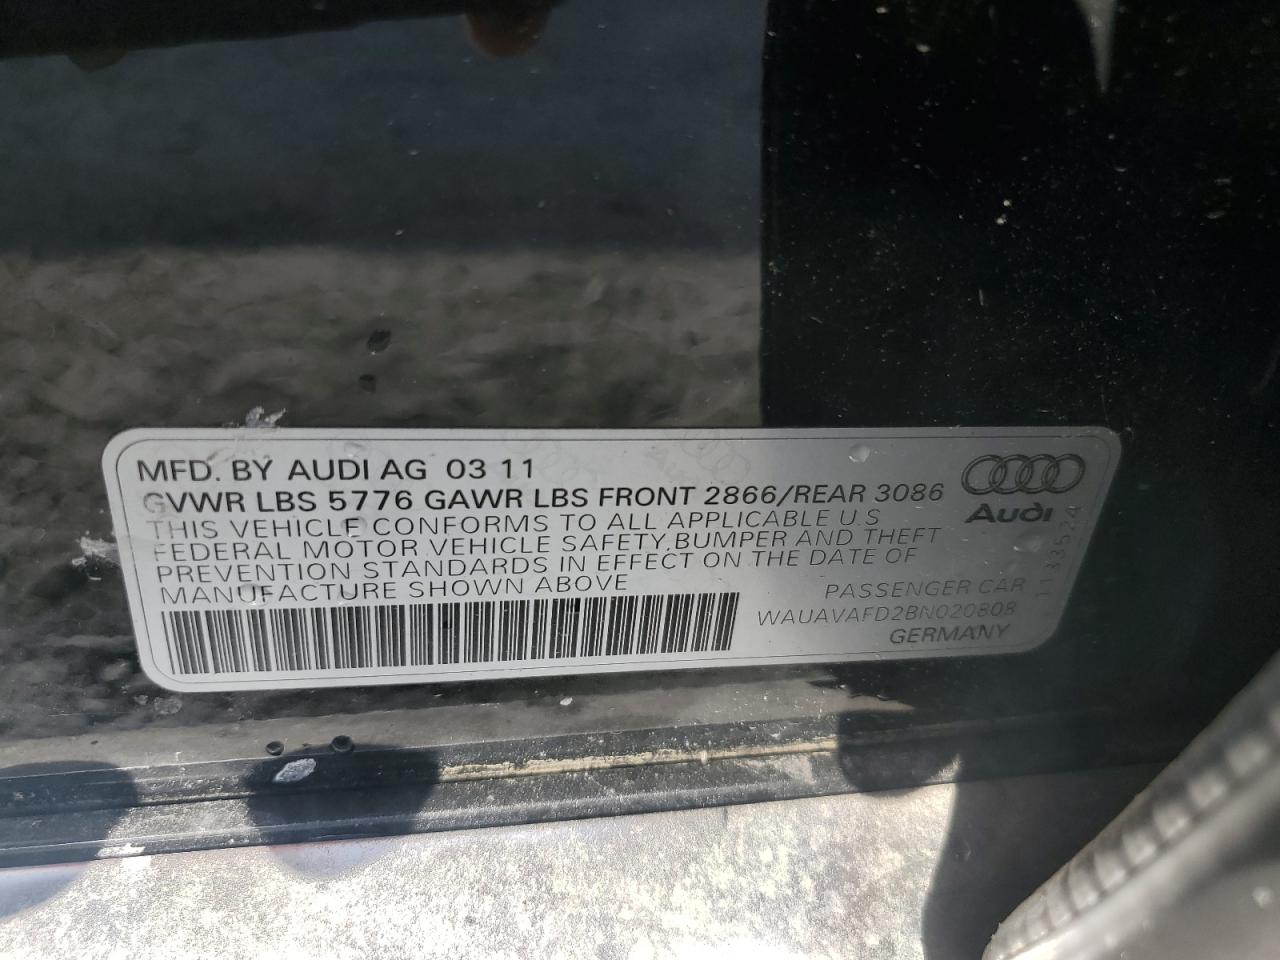 MFD. BY AUDI AG 03 11
GVWR LBS 5776 GAWR LBS FRONT 2866/REAR 3086
THIS VEHICLE CONFORMS TO ALL APPLICABLE U.S
FEDERAL MOTOR VEHICLE SAFETY, BUMPER AND THEFT
PREVENTION STANDARDS IN EFFECT ON THE DATE OF
MANUFACTURE SHOWN ABOVE
Audi
PASSENGER CAR
WAUAVAFD2BN020808
GERMANY
1133524